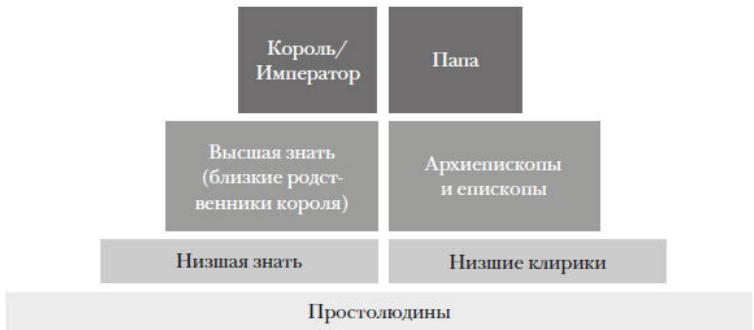 Король/
Император
Папа
Высшая знать
(близкие родст-
венники короля)
Архиепископы
и епископы
Низшая знать
Низшие клирики
Простолюдины